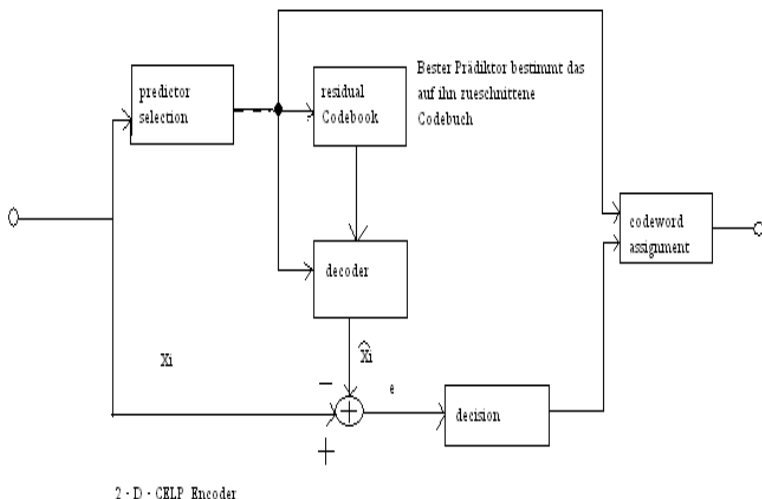 predictor
selection
residual
Codebook
Bester Prädiktor bestimmt das
auf ihn zueschnittene
Codebuch
codeword
assignment
decoder
Xi
X̂i
−
e
decision
+
+
2 - D - CELP Encoder